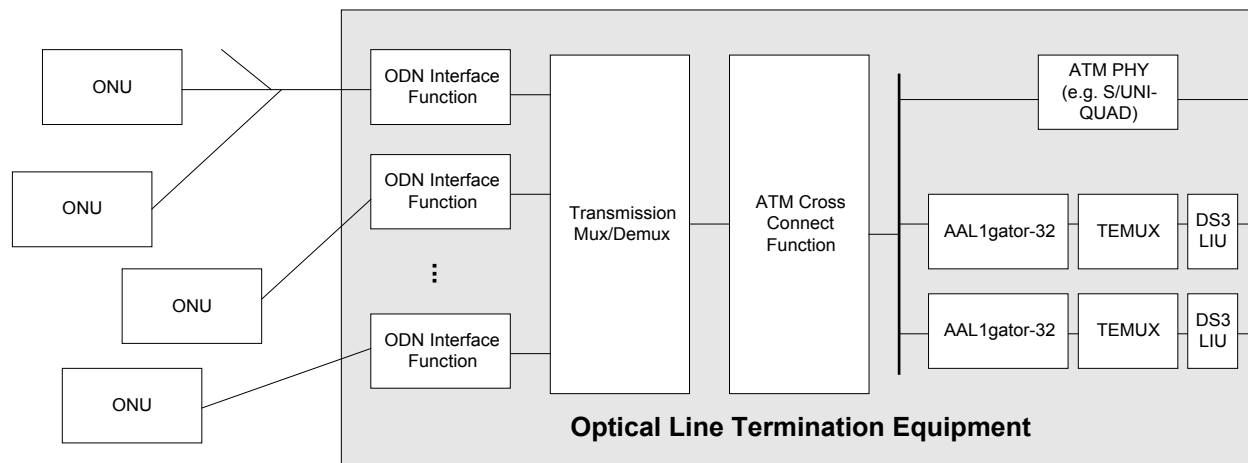 ONU
ONU
ONU
ONU
ODN Interface
Function
ODN Interface
Function
...
ODN Interface
Function
Transmission
Mux/Demux
ATM Cross
Connect
Function
ATM PHY
(e.g. S/UNI-
QUAD)
AAL1gator-32
TEMUX
DS3
LIU
AAL1gator-32
TEMUX
DS3
LIU
Optical Line Termination Equipment